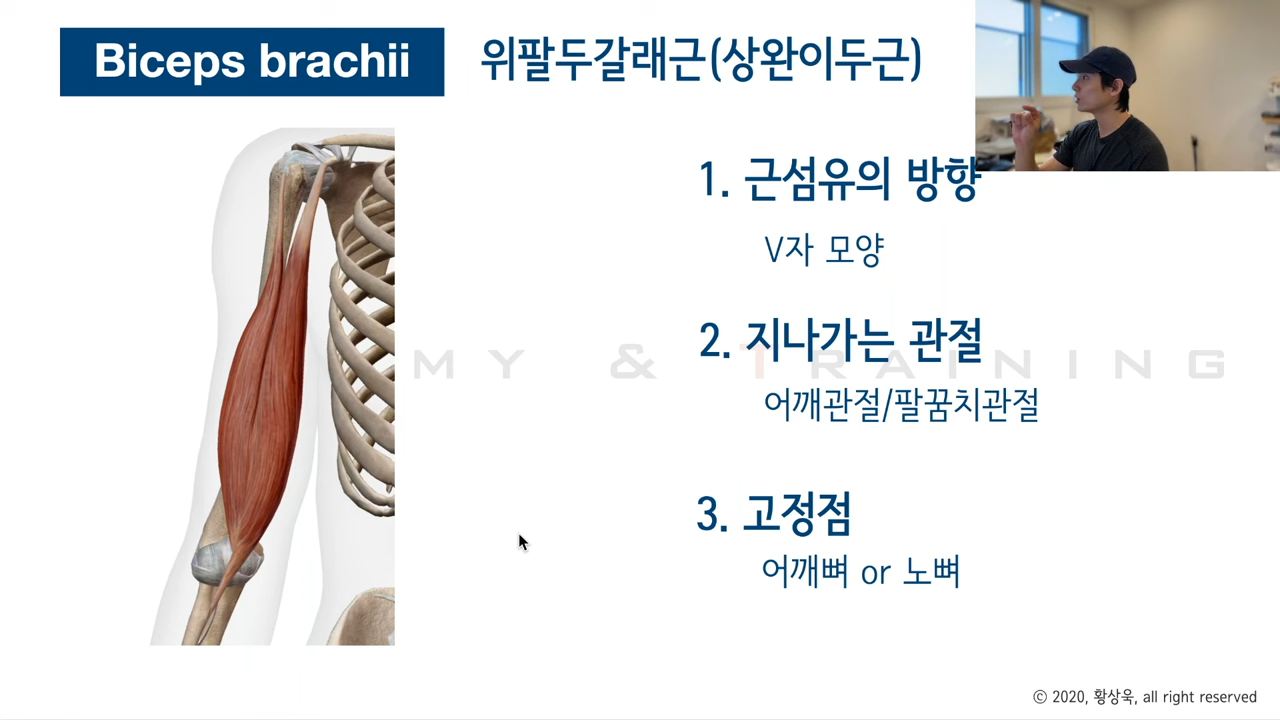 Biceps brachii
위팔두갈래근(상완이두근)
1. 근섬유의 방향
V자 모양
2. 지나가는 관절
MY & TRAINING
어깨관절/팔꿈치관절
3. 고정점
어깨뼈 or 노뼈
© 2020, 황상욱, all right reserved